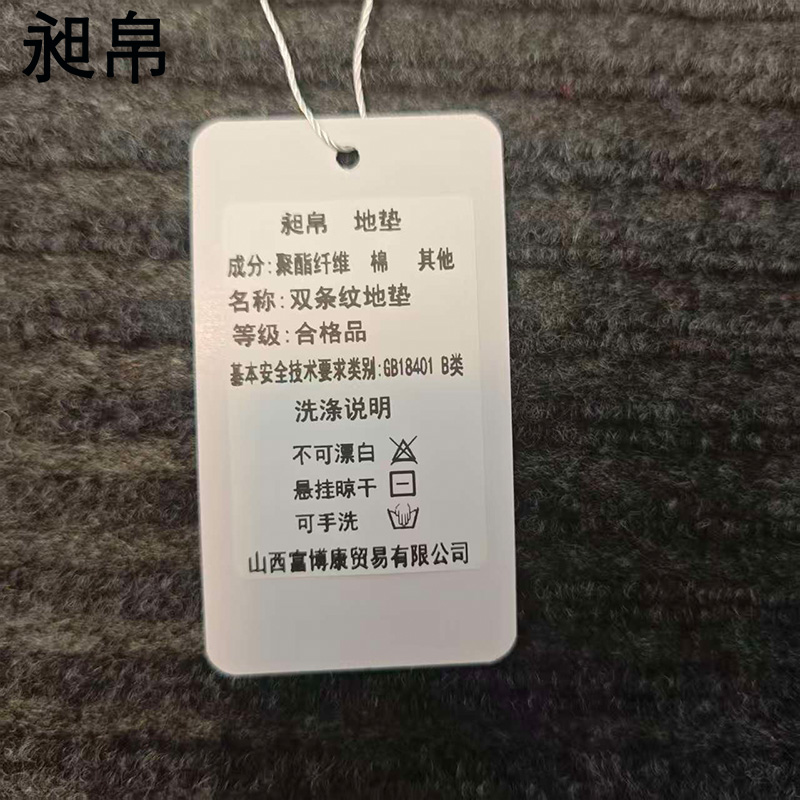 昶帛
昶帛 地垫
成分:聚酯纤维 棉 其他
名称:双条纹地垫
等级:合格品
基本安全技术要求类别:GB18401 B类
洗涤说明
不可漂白
悬挂晾干
可手洗
山西富博康贸易有限公司